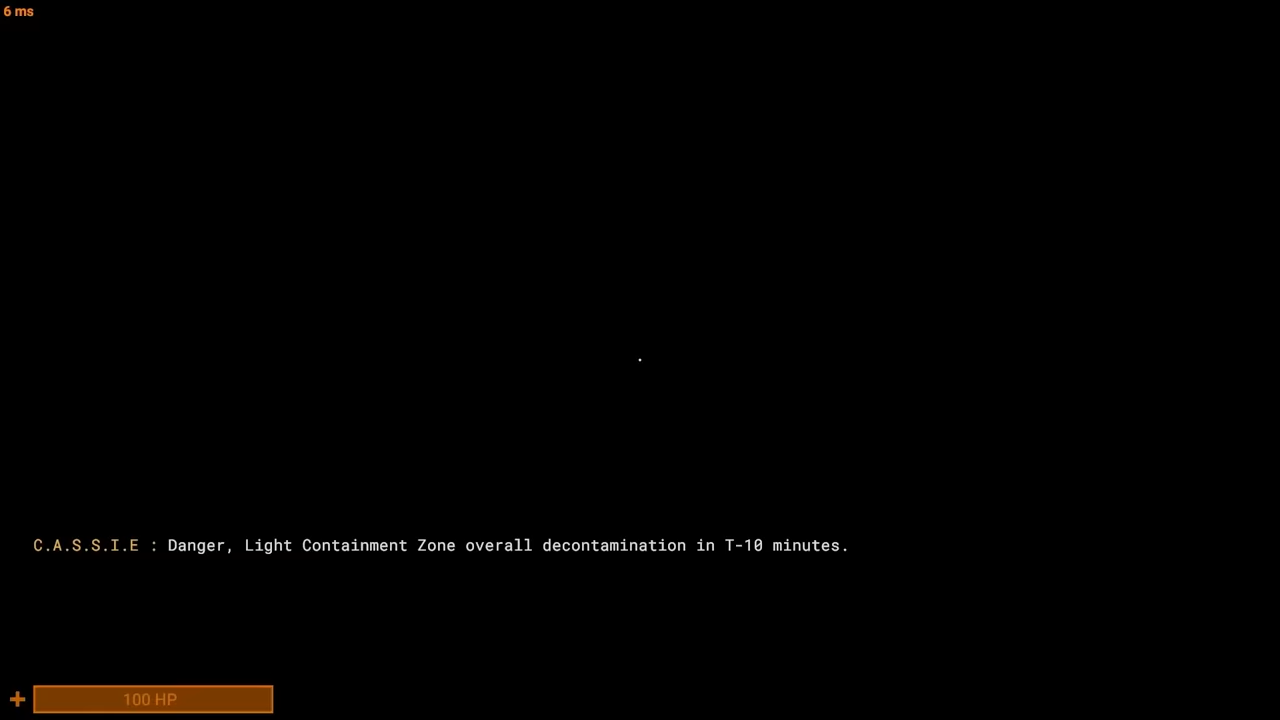 6 ms
C.A.S.S.I.E : Danger, Light Containment Zone overall decontamination in T-10 minutes.
100 HP